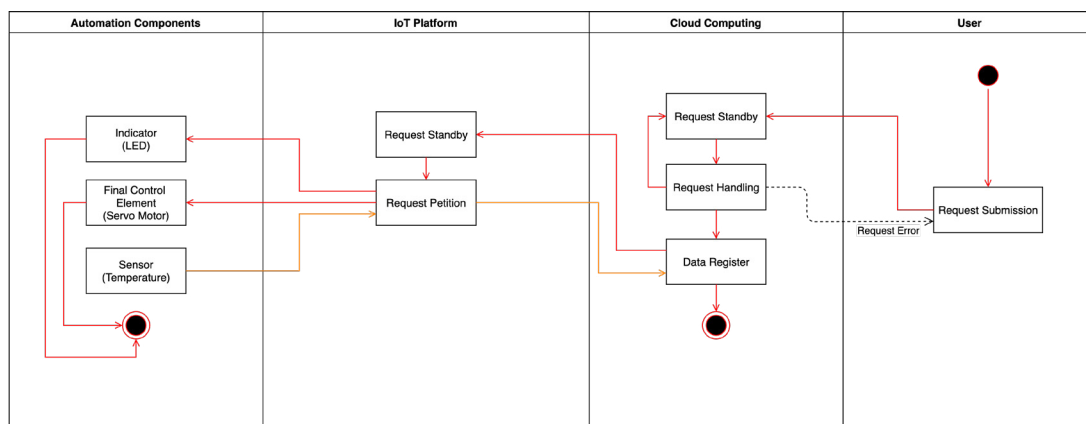 Automation Components
IoT Platform
Cloud Computing
User
Indicator
(LED)
Final Control
Element
(Servo Motor)
Sensor
(Temperature)
Request Standby
Request Petition
Request Standby
Request Handling
Data Register
Request Submission
Request Error